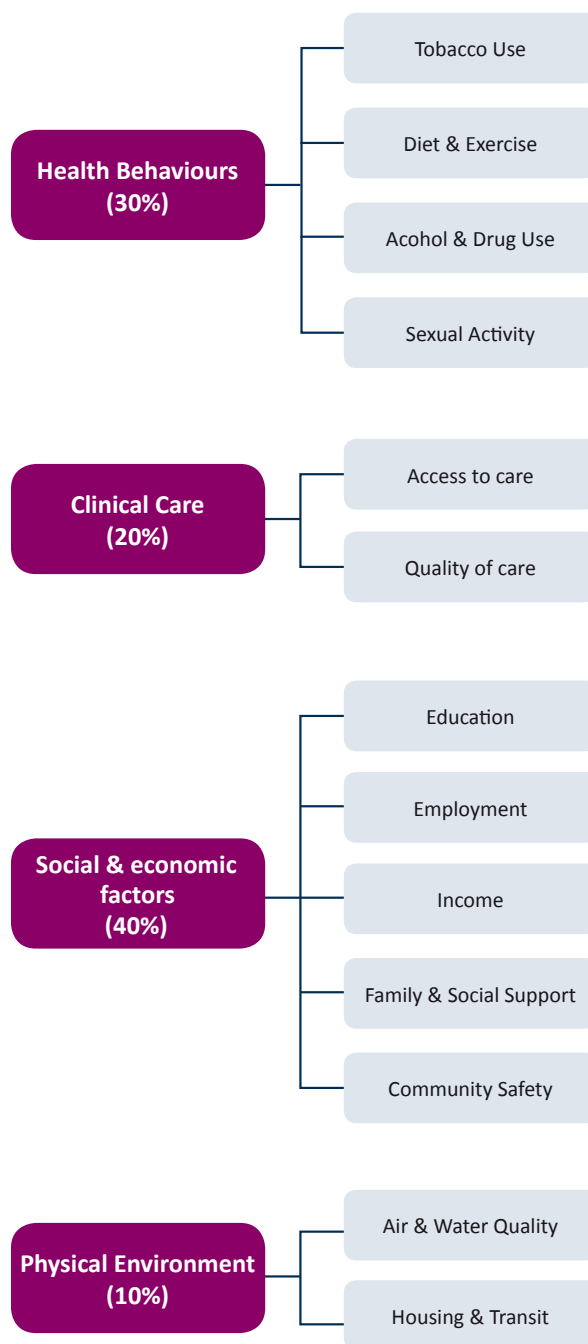 Tobacco Use
Diet & Exercise
Health Behaviours
(30%)
Acohol & Drug Use
Sexual Activity
Access to care
Clinical Care
(20%)
Quality of care
Education
Employment
Social & economic
factors
(40%)
Income
Family & Social Support
Community Safety
Air & Water Quality
Physical Environment
(10%)
Housing & Transit